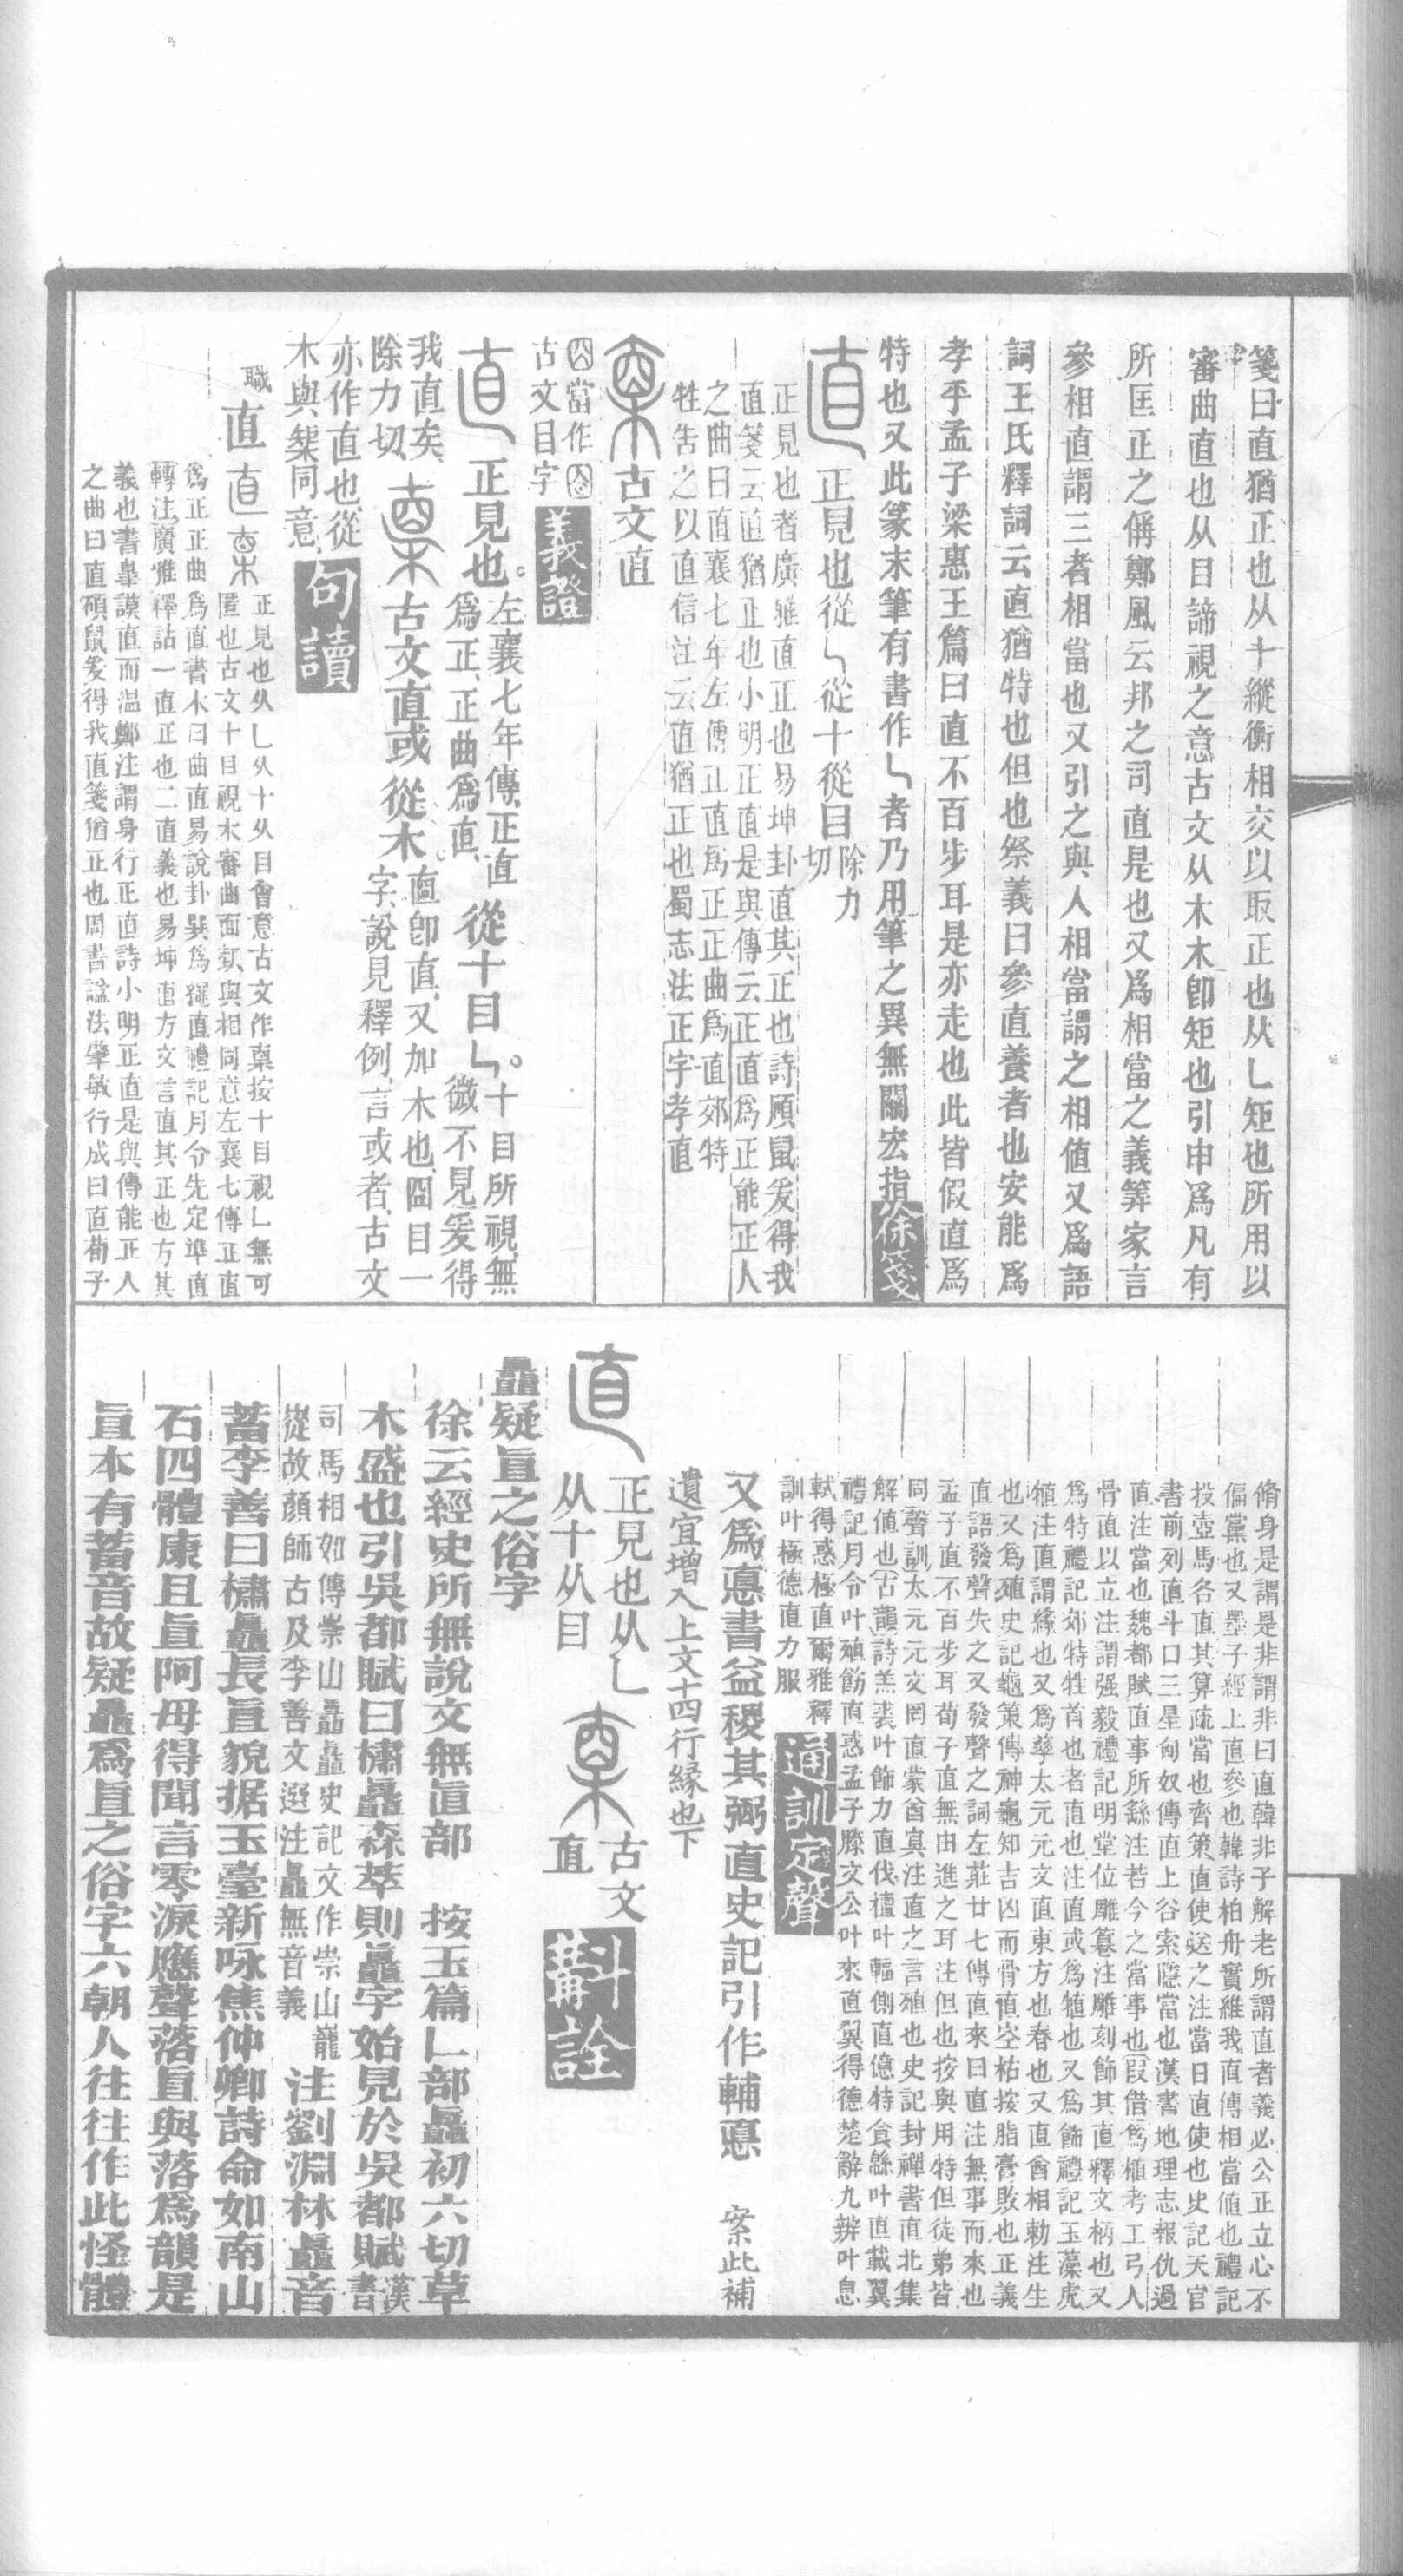 箋曰直猶正也从十縱衡相交以取正也从乚矩也所用以
審曲直也从目諦視之意古文从木木卽矩也引申爲凡有
所匡正之偁鄭風云邦之司直是也又爲相當之義筭家言
參相直謂三者相當也又引之與人相當謂之相値又爲語
詞王氏釋詞云直猶特也但也祭義曰參直養者也安能爲
孝乎孟子梁惠王篇曰直不百步耳是亦走也此皆假直爲
特也又此篆末筆有書作乚者乃用筆之異無關宏指徐箋
直正見也從乚從十從目除力切
正見也者廣雅直正也易坤卦直其正也詩碩鼠爰得我
直箋云直猶正也小明正直是與傳云正直爲正能正人
之曲曰直襄七年左傳正直爲正正曲爲直郊特
牲告之以直信注云直猶正也蜀志法正字孝直
古文直
囚當作囧
古文目字義證
直正見也。左襄七年傳、正直爲正、正曲爲直、從十目乚。十目所視、無微不見、爰得
我直矣、除力切、古文直或從木。直卽直、又加木也、囧目一字、說見釋例、言或者、古文
亦作直也、從
木與㮚同意、句讀
職直直正見也从乚从十从目會意古文作㮚按十目視乚無可
匿也古文十目視木審曲面埶與相同意左襄七傳正直
爲正正曲爲直書木曰曲直易說卦巽爲繩直禮記月令先定準直
轉注廣雅釋詁一直正也二直義也易坤直方文言直其正也方其
義也書皋謨直而温鄭注謂身行正直詩小明正直是與傳能正人
之曲曰直碩鼠爰得我直箋猶正也周書諡法肇敏行成曰直荀子
脩身是謂是非謂非曰直韓非子解老所謂直者義必公正立心不
偏黨也又墨子經上直參也韓詩柏舟實維我直傳相當値也禮記
投壺馬各直其算疏當也齊策直使送之注當日直使也史記天官
書前列直斗口三星匈奴傳直上谷索隱當也漢書地理志報仇過
直注當也魏都賦直事所繇注若今之當事也叚借爲植考工弓人
骨直以立注謂强毅禮記明堂位雕篹注雕刻飾其直釋文柄也又
爲特禮記郊特牲首也者直也注直或爲犆也又爲飾禮記玉藻虎
犆注直謂緣也又爲孳太元元文直東方也春也又直酋相勑注生
也又爲殖史記龜策傳神龜知吉凶而骨直空枯按脂膏敗也正義
直語發聲失之又發聲之詞左莊廿七傳直來曰直注無事而來也
孟子直不百步耳荀子直無由進之耳注但也按與用特但徒弟皆
同聲訓太元元文罔直蒙酋冥注直之言殖也史記封禪書直北集
解值也古韻詩羔裘叶飾力直伐檀叶輻側直億特食緜叶直載翼
禮記月令叶殖飭直惑孟子滕文公叶來直翼得德楚辭九辨叶息
軾得惑極直爾雅釋
訓叶極德直力服通訓定聲
又爲悳書益稷其弼直史記引作輔悳　案此補
遺宜增入上文十四行緣也下
直正見也从乚
从十从目古文
直斠詮
矗疑直之俗字
徐云經史所無說文無直部　按玉篇乚部矗初六切草
木盛也引吳都賦曰橚矗森萃則矗字始見於吳都賦漢書
司馬相如傳崇山矗矗史記文作崇山巃
從故顏師古及李善文選注矗無音義注劉淵林矗音
蓄李善曰橚矗長直貌据玉臺新咏焦仲卿詩命如南山
石四體康且直阿母得聞言零淚應聲落直與落爲韻是
直本有蓄音故疑矗爲直之俗字六朝人往往作此怪體